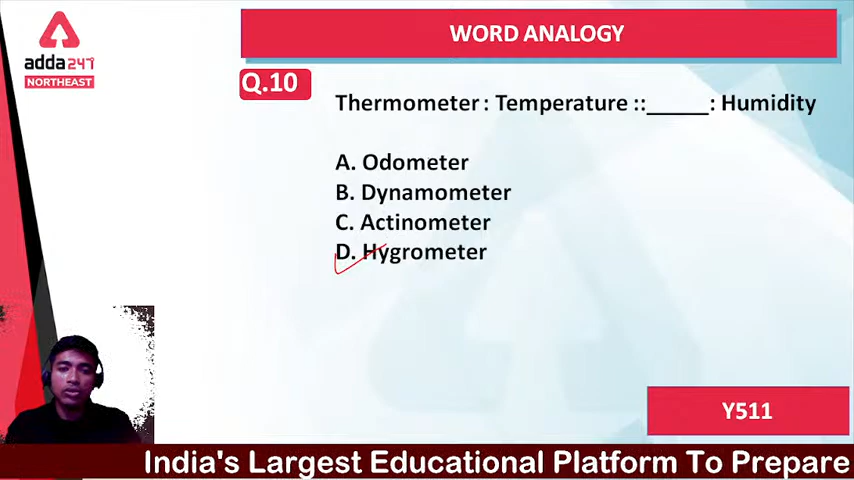 WORD ANALOGY
adda247
NORTHEAST
Q.10
Thermometer : Temperature ::_____: Humidity
A. Odometer
B. Dynamometer
C. Actinometer
D. Hygrometer
Y511
India's Largest Educational Platform To Prepare